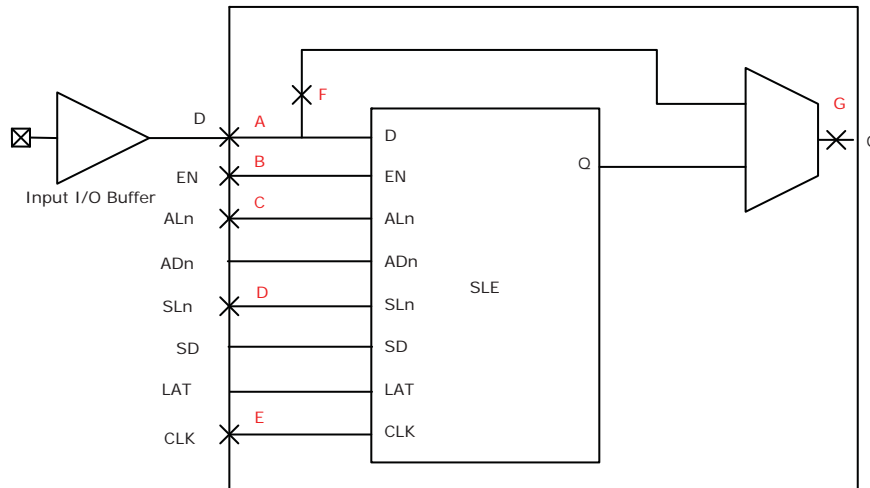 F
G
D A D
B Q
EN EN
Input I/O Buffer
C
ALn ALn
ADn ADn
D SLE
SLn SLn
SD SD
LAT LAT
E
CLK CLK